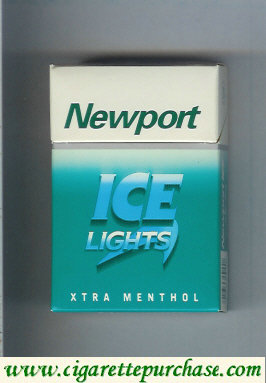 Newport
ICE
LIGHTS
XTRA MENTHOL
www.cigarettepurchase.com